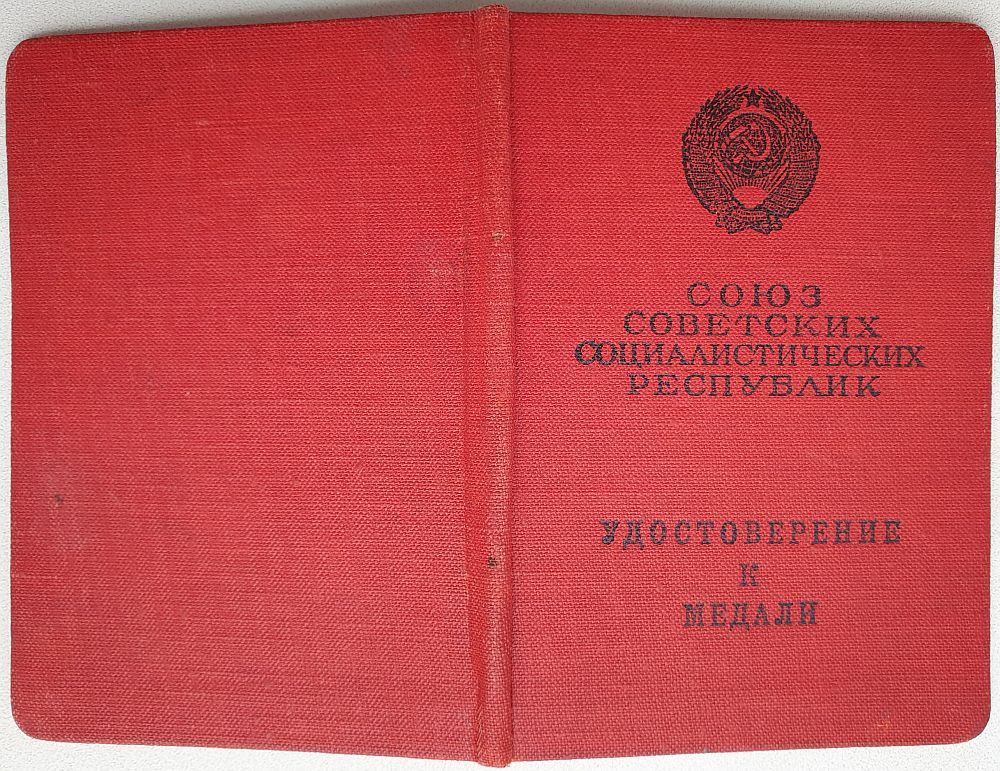 СОЮЗ
СОВЕТСКИХ
СОЦИАЛИСТИЧЕСКИХ
РЕСПУБЛИК
УДОСТОВЕРЕНИЕ
К
МЕДАЛИ